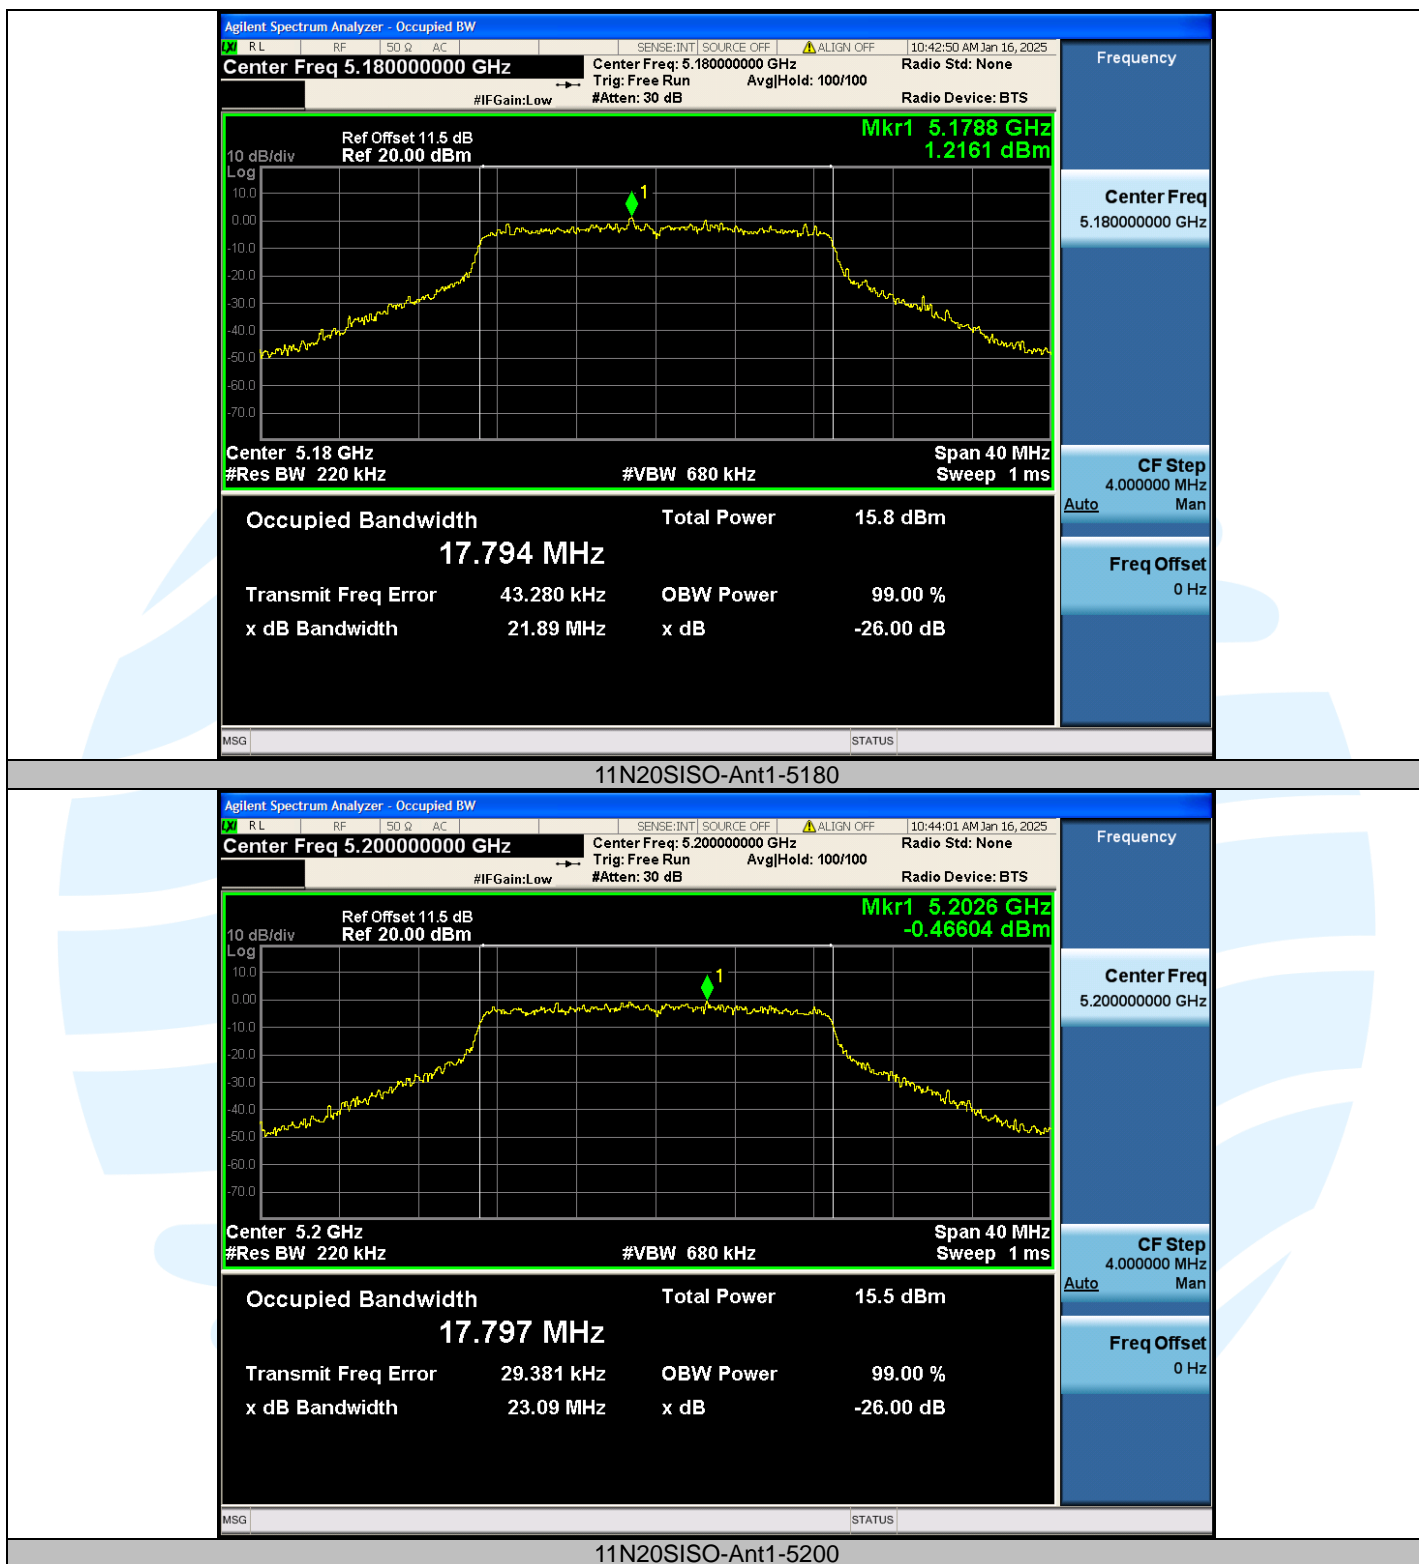 Agilent Spectrum Analyzer - Occupied BW
LXI RL RF 50 Ω AC SENSE:INT SOURCE OFF ALIGN OFF 10:42:50 AM Jan 16, 2025
Center Freq 5.180000000 GHz Center Freq: 5.180000000 GHz Radio Std: None
Trig: Free Run Avg|Hold: 100/100
#IFGain:Low #Atten: 30 dB Radio Device: BTS
Frequency
Mkr1 5.1788 GHz
Ref Offset 11.5 dB
10 dB/div Ref 20.00 dBm 1.2161 dBm
Log
10.0
1
0.00
-10.0
-20.0
-30.0
-40.0
-50.0
-60.0
-70.0
Center 5.18 GHz Span 40 MHz
#Res BW 220 kHz #VBW 680 kHz Sweep 1 ms
Center Freq
5.180000000 GHz
CF Step
4.000000 MHz
Auto Man
Freq Offset
0 Hz
Occupied Bandwidth Total Power 15.8 dBm
17.794 MHz
Transmit Freq Error 43.280 kHz OBW Power 99.00 %
x dB Bandwidth 21.89 MHz x dB -26.00 dB
MSG STATUS
11N20SISO-Ant1-5180
Agilent Spectrum Analyzer - Occupied BW
LXI RL RF 50 Ω AC SENSE:INT SOURCE OFF ALIGN OFF 10:44:01 AM Jan 16, 2025
Center Freq 5.200000000 GHz Center Freq: 5.200000000 GHz Radio Std: None
Trig: Free Run Avg|Hold: 100/100
#IFGain:Low #Atten: 30 dB Radio Device: BTS
Frequency
Mkr1 5.2026 GHz
Ref Offset 11.5 dB
10 dB/div Ref 20.00 dBm -0.46604 dBm
Log
10.0
1
0.00
-10.0
-20.0
-30.0
-40.0
-50.0
-60.0
-70.0
Center 5.2 GHz Span 40 MHz
#Res BW 220 kHz #VBW 680 kHz Sweep 1 ms
Center Freq
5.200000000 GHz
CF Step
4.000000 MHz
Auto Man
Freq Offset
0 Hz
Occupied Bandwidth Total Power 15.5 dBm
17.797 MHz
Transmit Freq Error 29.381 kHz OBW Power 99.00 %
x dB Bandwidth 23.09 MHz x dB -26.00 dB
MSG STATUS
11N20SISO-Ant1-5200